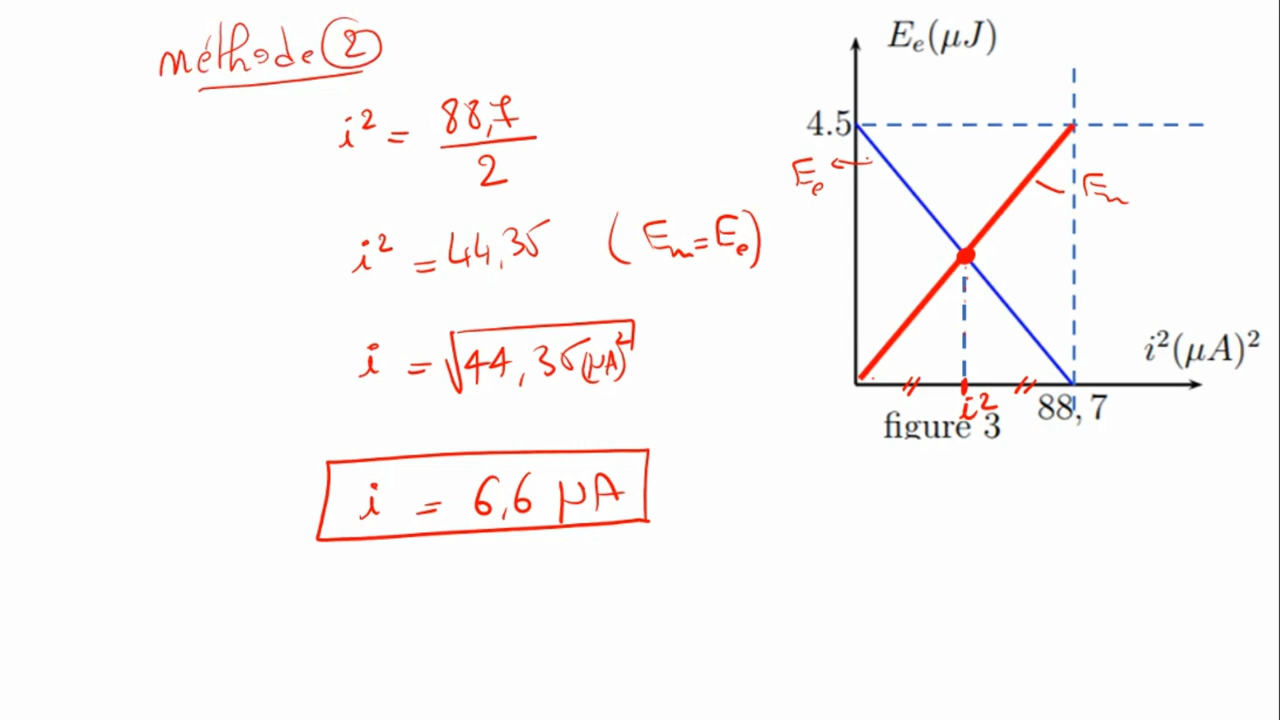 méthode 2
i² = 88,7 / 2
i² = 44,35 (Em = Ee)
i = √44,35 (μA)²
i = 6,6 μA
Ee(μJ)
4.5
Ee
Em
i²(μA)²
i²
88,7
figure 3